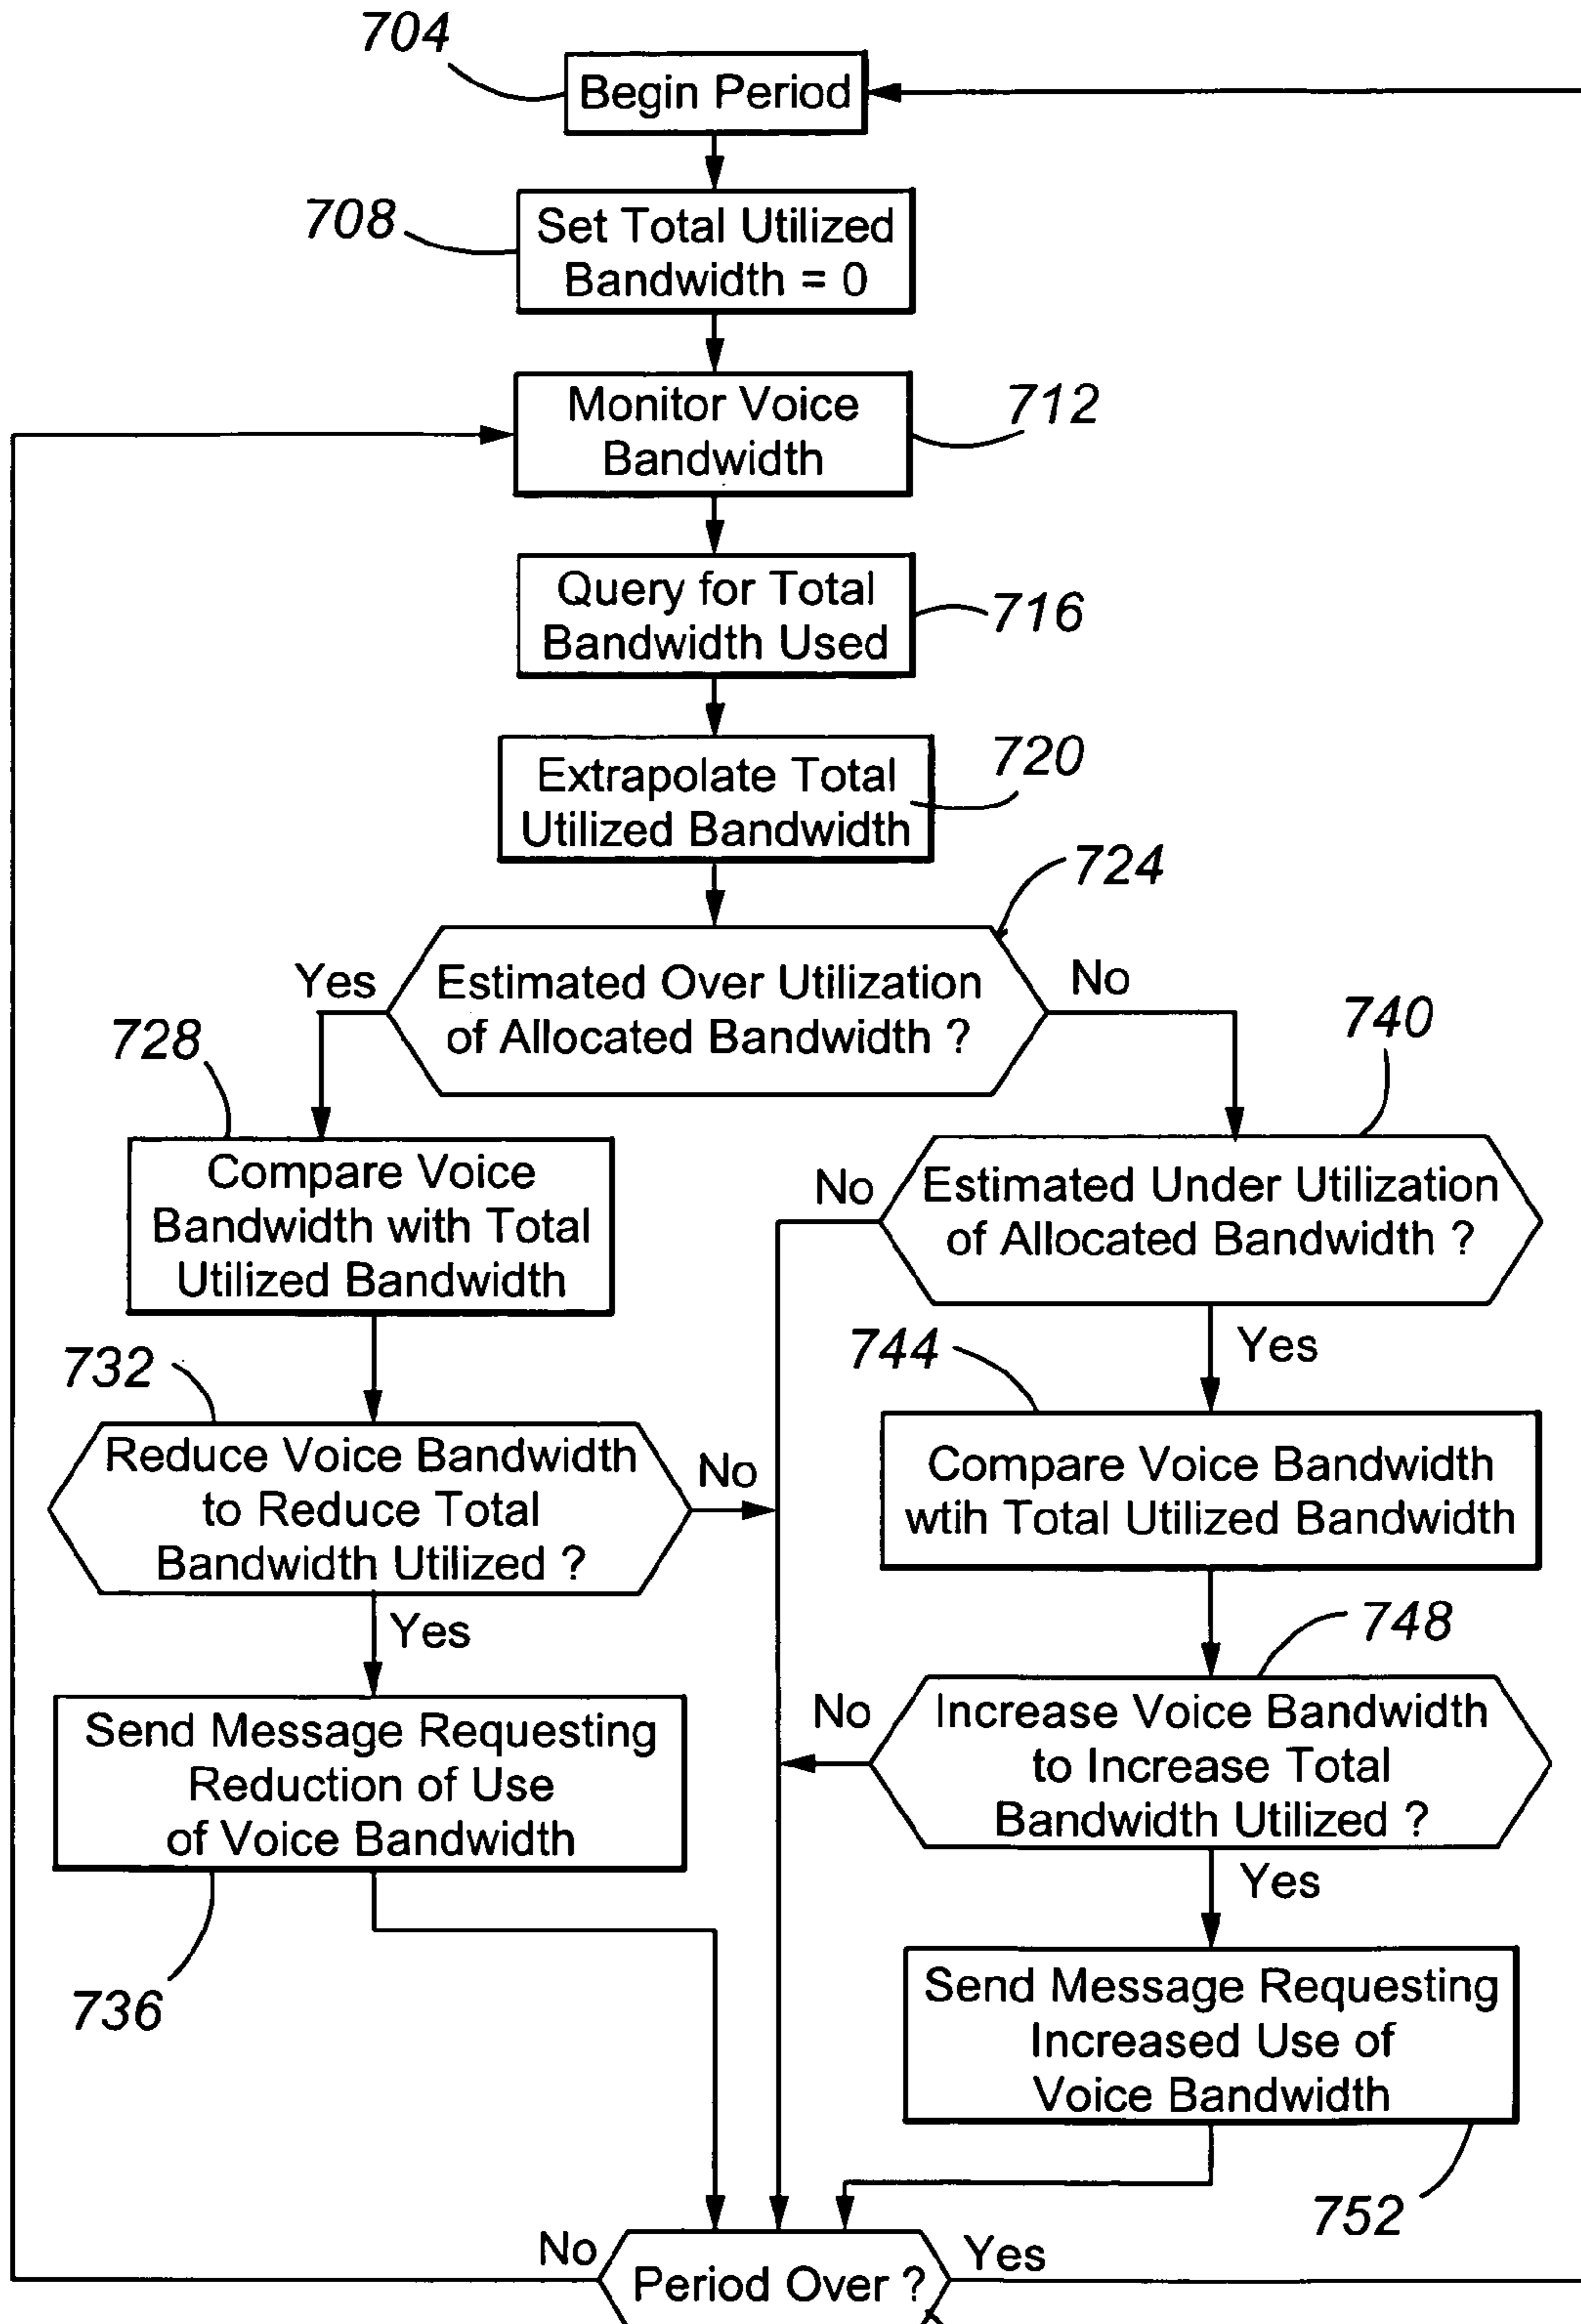 704
Begin Period
708
Set Total Utilized
Bandwidth = 0
Monitor Voice
Bandwidth
712
Query for Total
Bandwidth Used
716
Extrapolate Total
Utilized Bandwidth
720
724
Yes
Estimated Over Utilization
of Allocated Bandwidth ?
No
728
740
Compare Voice
Bandwidth with Total
Utilized Bandwidth
No
Estimated Under Utilization
of Allocated Bandwidth ?
Yes
732
744
Reduce Voice Bandwidth
to Reduce Total
Bandwidth Utilized ?
No
Compare Voice Bandwidth
wtih Total Utilized Bandwidth
Yes
748
Send Message Requesting
Reduction of Use
of Voice Bandwidth
No
Increase Voice Bandwidth
to Increase Total
Bandwidth Utilized ?
Yes
736
Send Message Requesting
Increased Use of
Voice Bandwidth
752
No
Period Over ?
Yes